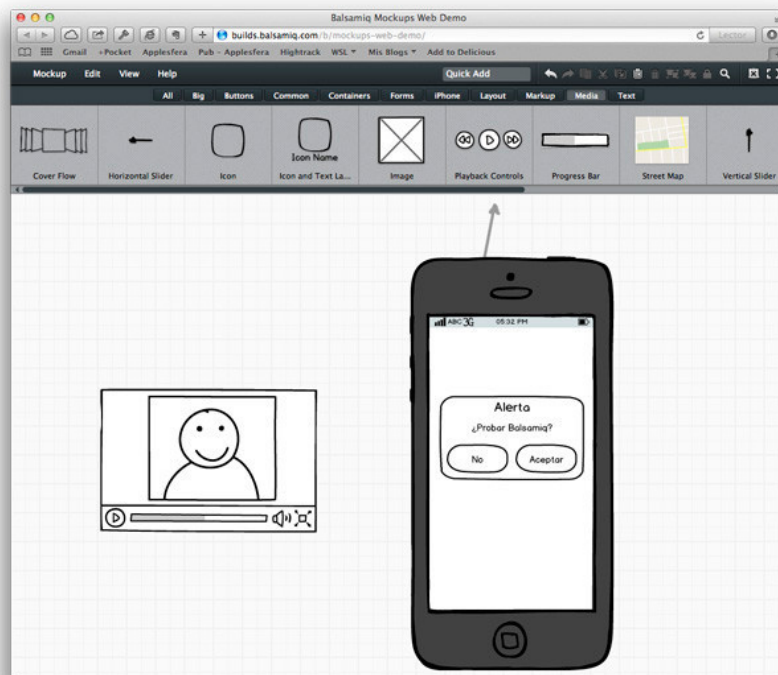 Balsamiq Mockups Web Demo
builds.balsamiq.com/b/mockups-web-demo/
Lector
Gmail +Pocket Applesfera Pub - Applesfera Hightrack WSL Mis Blogs Add to Delicious
Mockup Edit View Help Quick Add
All Big Buttons Common Containers Forms iPhone Layout Markup Media Text
Icon Name
Cover Flow Horizontal Slider Icon Icon and Text La... Image Playback Controls Progress Bar Street Map Vertical Slider
ABC 3G 05:32 PM
Alerta
¿Probar Balsamiq?
No Aceptar